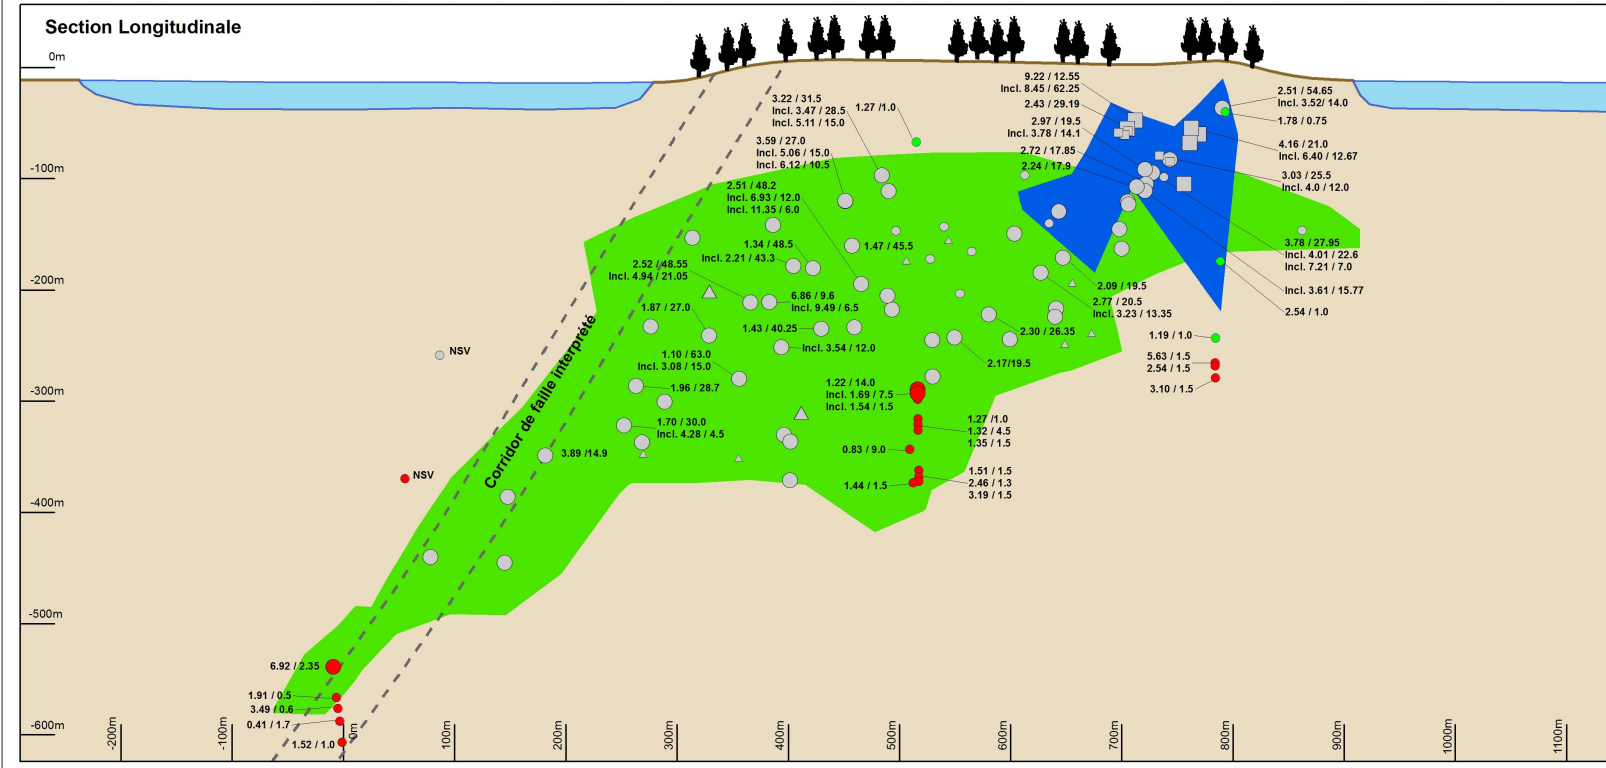 Section Longitudinale
0m
-100m
-200m
-300m
-400m
-500m
-600m
3.22 / 31.5
Incl. 3.47 / 28.5
Incl. 5.11 / 15.0
1.27 /1.0
3.59 / 27.0
Incl. 5.06 / 15.0
Incl. 6.12 / 10.5
2.51 / 48.2
Incl. 6.93 / 12.0
Incl. 11.35 / 6.0
1.34 / 48.5
Incl. 2.21 / 43.3
1.47 / 45.5
2.52 / 48.55
Incl. 4.94 / 21.05
6.86 / 9.6
Incl. 9.49 / 6.5
1.87 / 27.0
1.43 / 40.25
Incl. 3.54 / 12.0
1.10 / 63.0
Incl. 3.08 / 15.0
1.96 / 28.7
1.70 / 30.0
Incl. 4.28 / 4.5
3.89 /14.9
NSV
NSV
Corridor de faille interprété
9.22 / 12.55
Incl. 8.45 / 62.25
2.43 / 29.19
2.97 / 19.5
Incl. 3.78 / 14.1
2.72 / 17.85
2.24 / 17.9
2.51 / 54.65
Incl. 3.52/ 14.0
1.78 / 0.75
4.16 / 21.0
Incl. 6.40 / 12.67
3.03 / 25.5
Incl. 4.0 / 12.0
3.78 / 27.95
Incl. 4.01 / 22.6
Incl. 7.21 / 7.0
Incl. 3.61 / 15.77
2.54 / 1.0
2.09 / 19.5
2.77 / 20.5
Incl. 3.23 / 13.35
2.30 / 26.35
2.17/19.5
1.19 / 1.0
5.63 / 1.5
2.54 / 1.5
3.10 / 1.5
1.22 / 14.0
Incl. 1.69 / 7.5
Incl. 1.54 / 1.5
1.27 /1.0
1.32 / 4.5
1.35 / 1.5
0.83 / 9.0
1.51 / 1.5
2.46 / 1.3
3.19 / 1.5
1.44 / 1.5
6.92 / 2.35
1.91 / 0.5
3.49 / 0.6
0.41 / 1.7
1.52 / 1.0
-200m
-100m
0m
100m
200m
300m
400m
500m
600m
700m
800m
900m
1000m
1100m